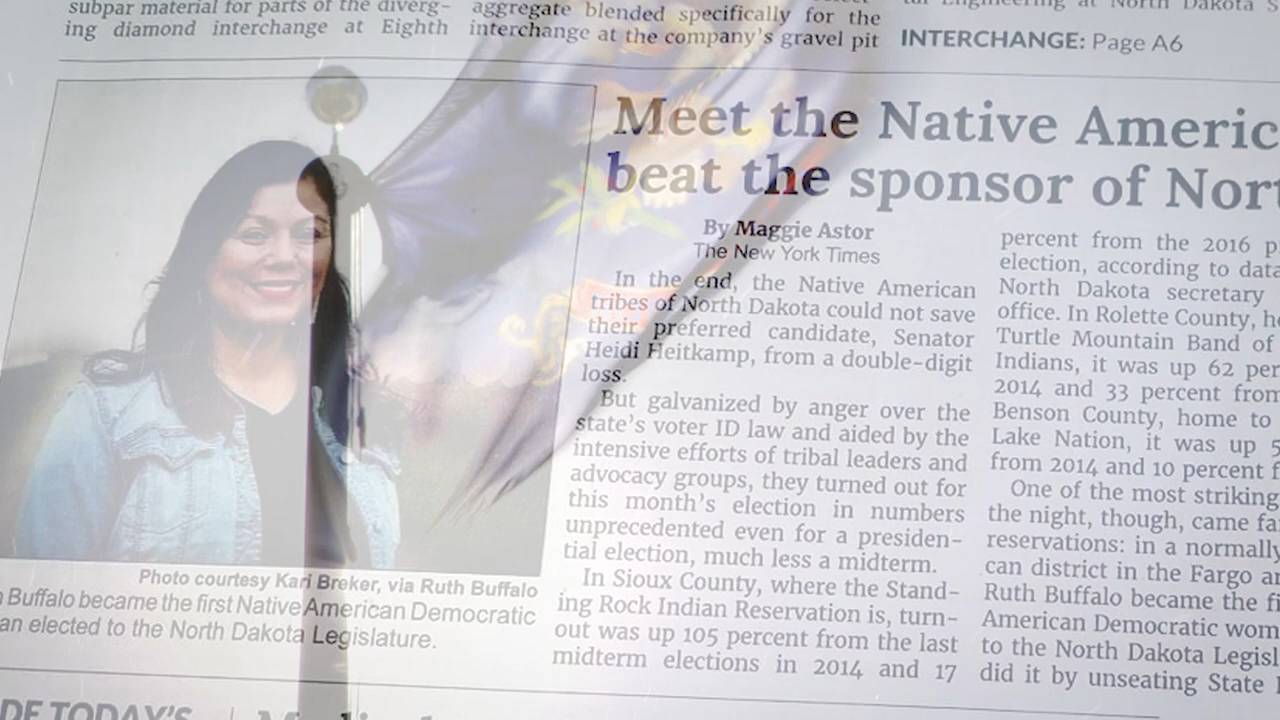 subpar material for parts of the diverg-
ing diamond interchange at Eighth
aggregate blended specifically for the
interchange at the company's gravel pit
Engineering at North Dakota S
INTERCHANGE: Page A6
Meet the Native Americ
beat the sponsor of Nort
By Maggie Astor
The New York Times
In the end, the Native American
tribes of North Dakota could not save
their preferred candidate, Senator
Heidi Heitkamp, from a double-digit
loss.
But galvanized by anger over the
state's voter ID law and aided by the
intensive efforts of tribal leaders and
advocacy groups, they turned out for
this month's election in numbers
unprecedented even for a presiden-
tial election, much less a midterm.
In Sioux County, where the Stand-
ing Rock Indian Reservation is, turn-
out was up 105 percent from the last
midterm elections in 2014 and 17
percent from the 2016 p
election, according to data
North Dakota secretary
office. In Rolette County, h
Turtle Mountain Band of
Indians, it was up 62 per
2014 and 33 percent from
Benson County, home to
Lake Nation, it was up 5
from 2014 and 10 percent f
One of the most striking
the night, though, came fa
reservations: in a normally
can district in the Fargo a
Ruth Buffalo became the fi
American Democratic wom
to the North Dakota Legisl
did it by unseating State
Photo courtesy Kari Breker, via Ruth Buffalo
Buffalo became the first Native American Democratic
an elected to the North Dakota Legislature.
DE TODAY'S